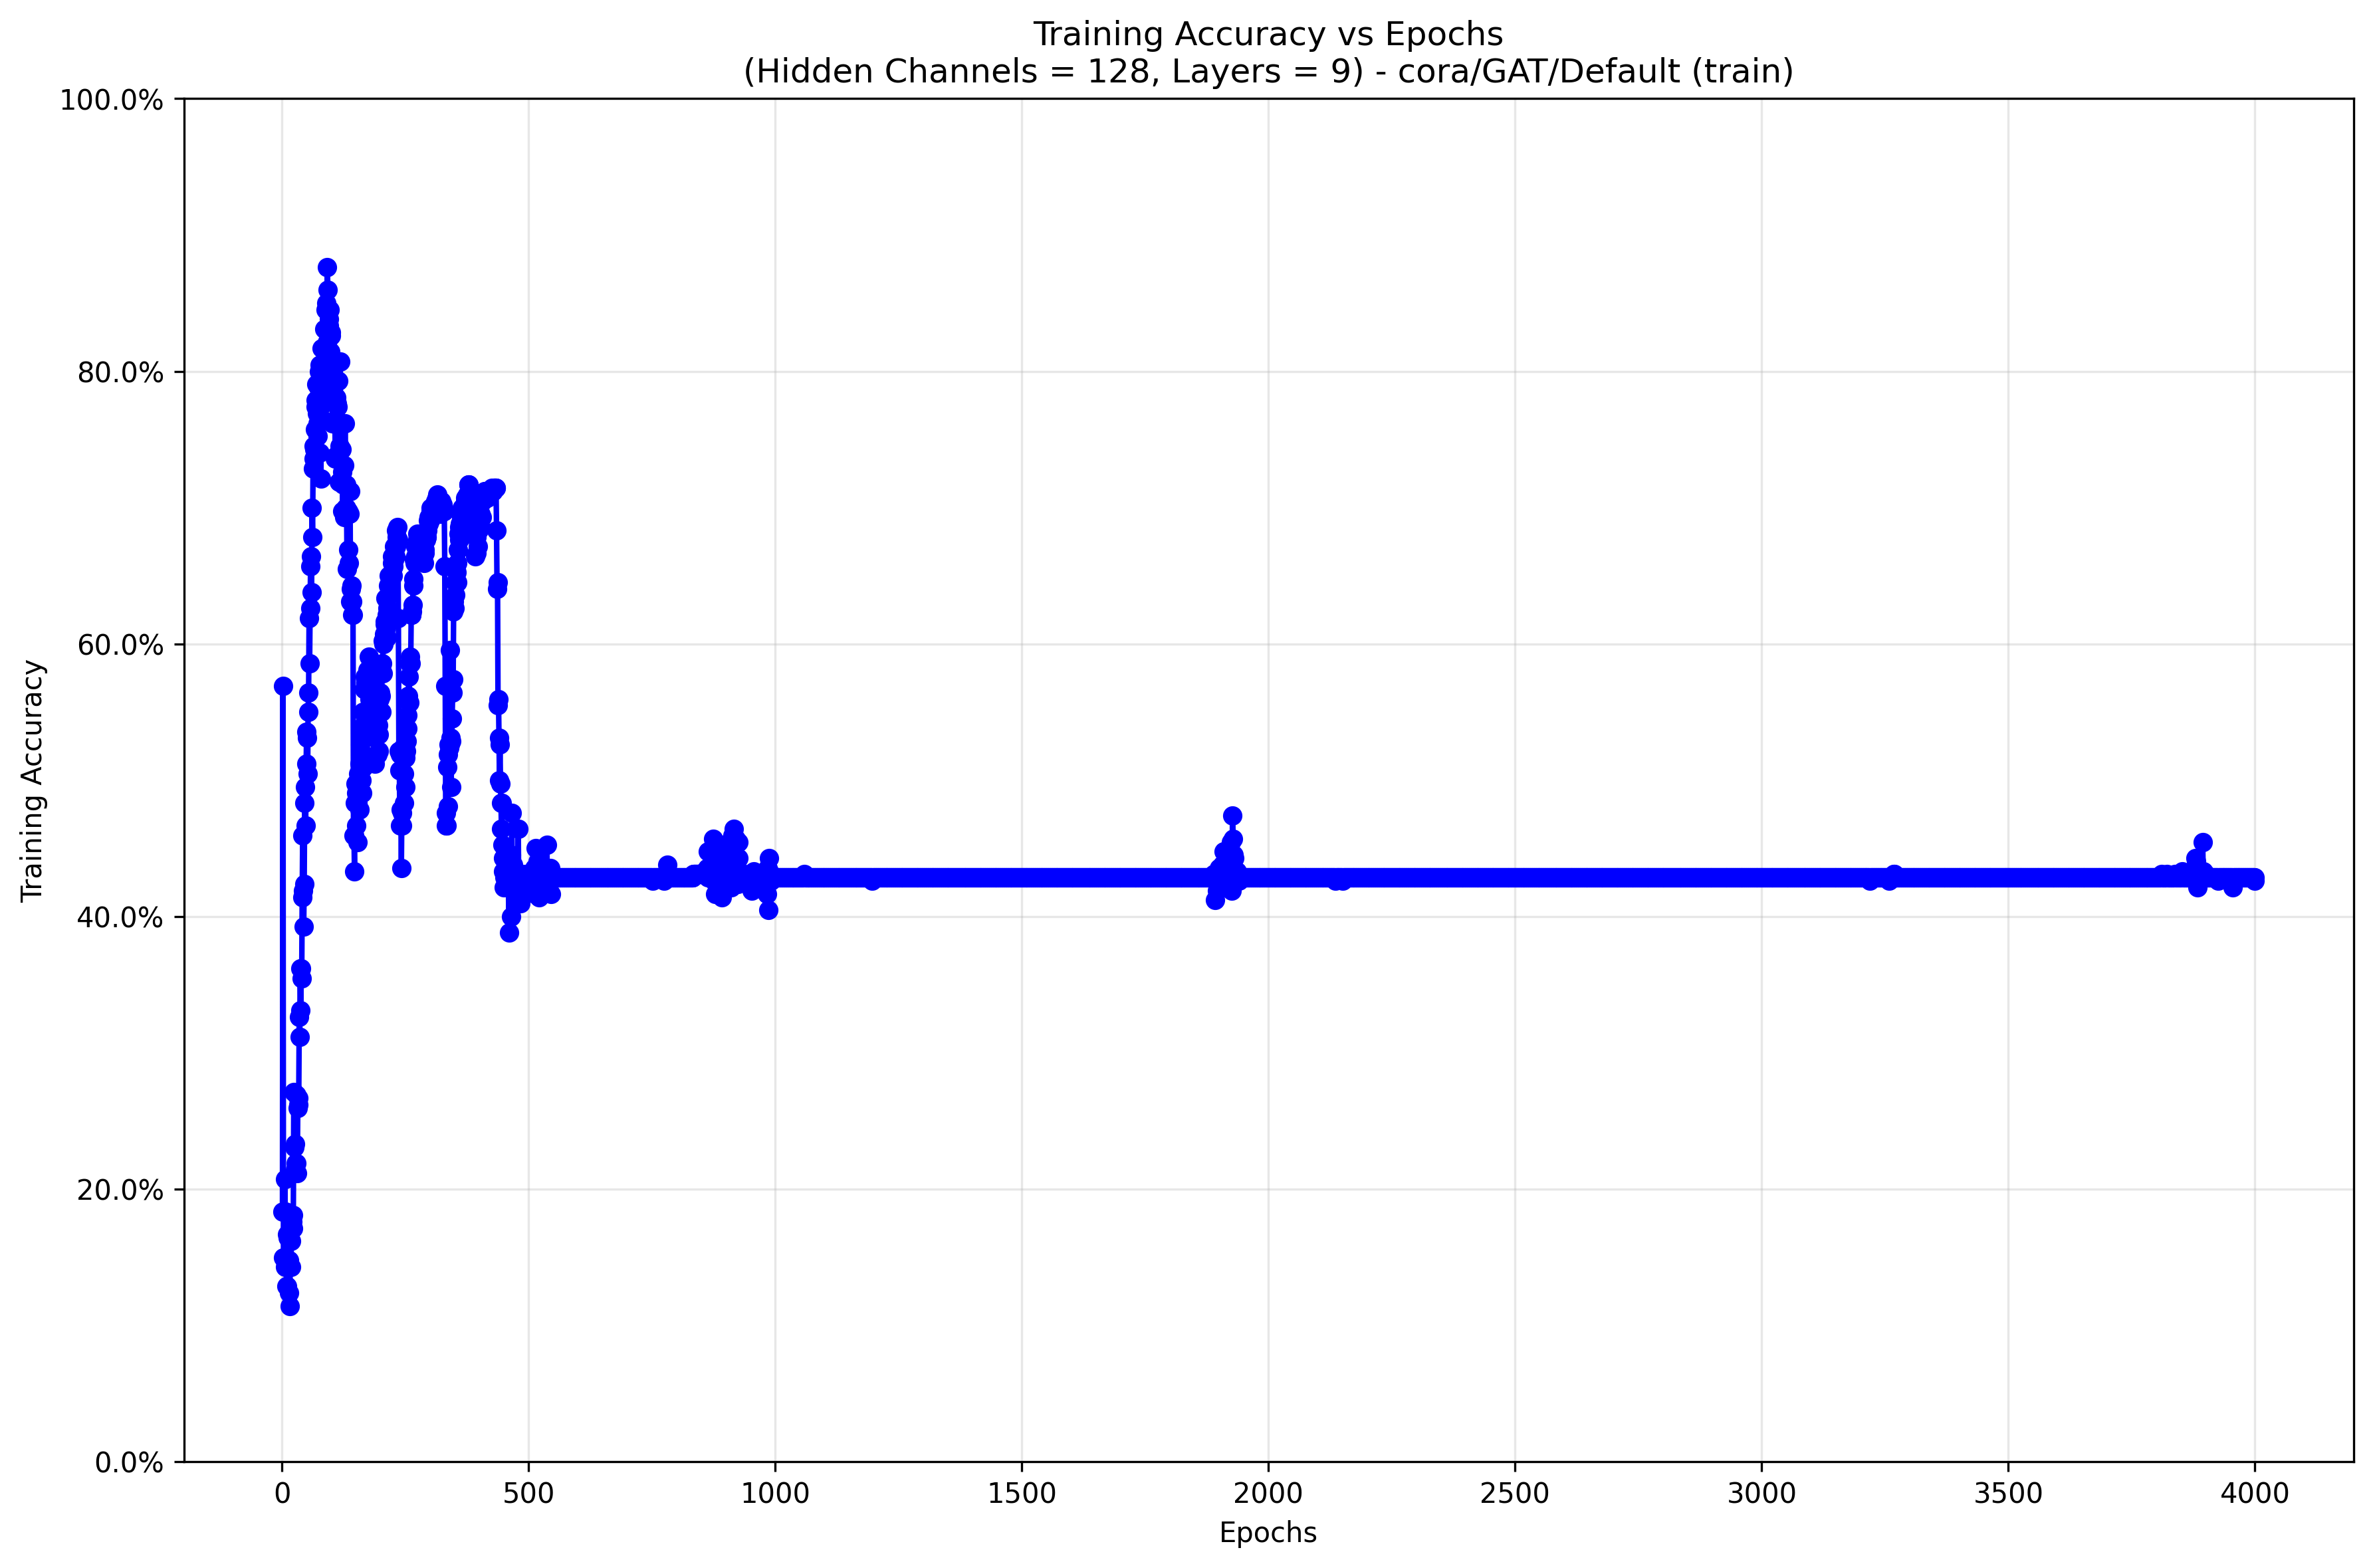 Training Accuracy vs Epochs
(Hidden Channels = 128, Layers = 9) - cora/GAT/Default (train)
100.0%
80.0%
60.0%
40.0%
20.0%
0.0%
Training Accuracy
0 500 1000 1500 2000 2500 3000 3500 4000
Epochs